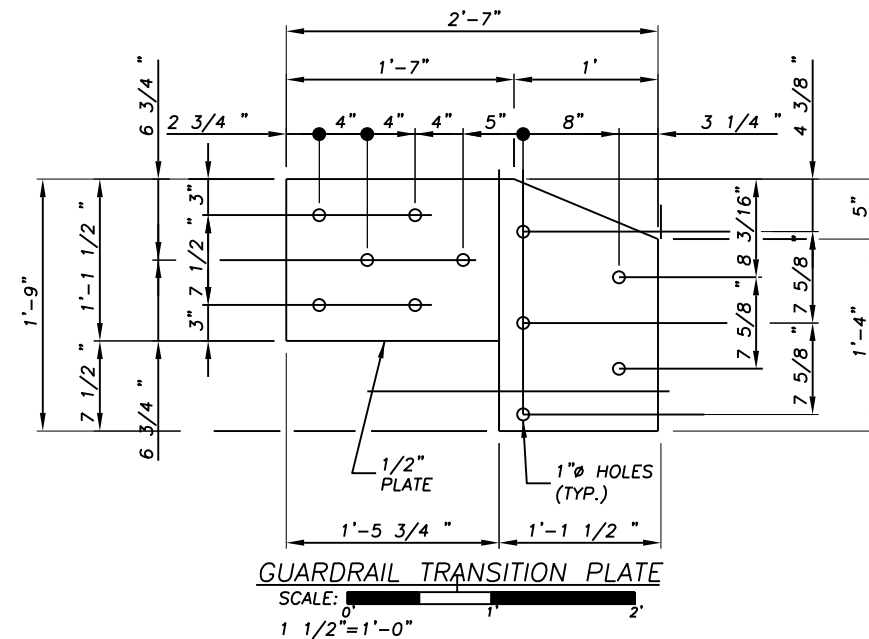 2'-7"
1'-7"
1'
6 3/4 "
2 3/4 "
4"
4"
4"
5"
8"
3 1/4 "
4 3/8 "
3"
7 1/2 "
3"
1'-1 1/2 "
1'-9"
7 1/2 "
6 3/4 "
8 3/16"
7 5/8"
7 5/8"
7 5/8"
5"
1'-4"
1/2"
PLATE
1"ø HOLES
(TYP.)
1'-5 3/4 "
1'-1 1/2 "
GUARDRAIL TRANSITION PLATE
SCALE:
0'
1'
2'
1 1/2"=1'-0"